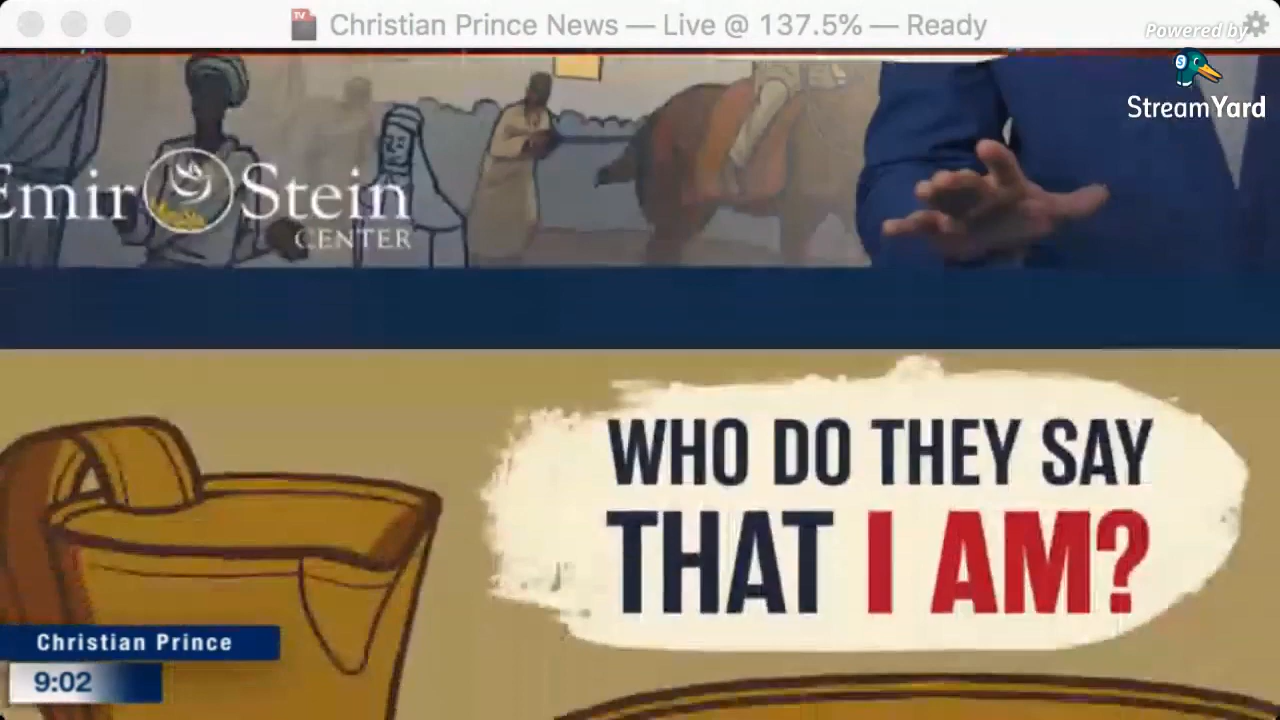 Christian Prince News — Live @ 137.5% — Ready
Powered by
StreamYard
Emir Stein
CENTER
WHO DO THEY SAY
THAT I AM?
Christian Prince
9:02